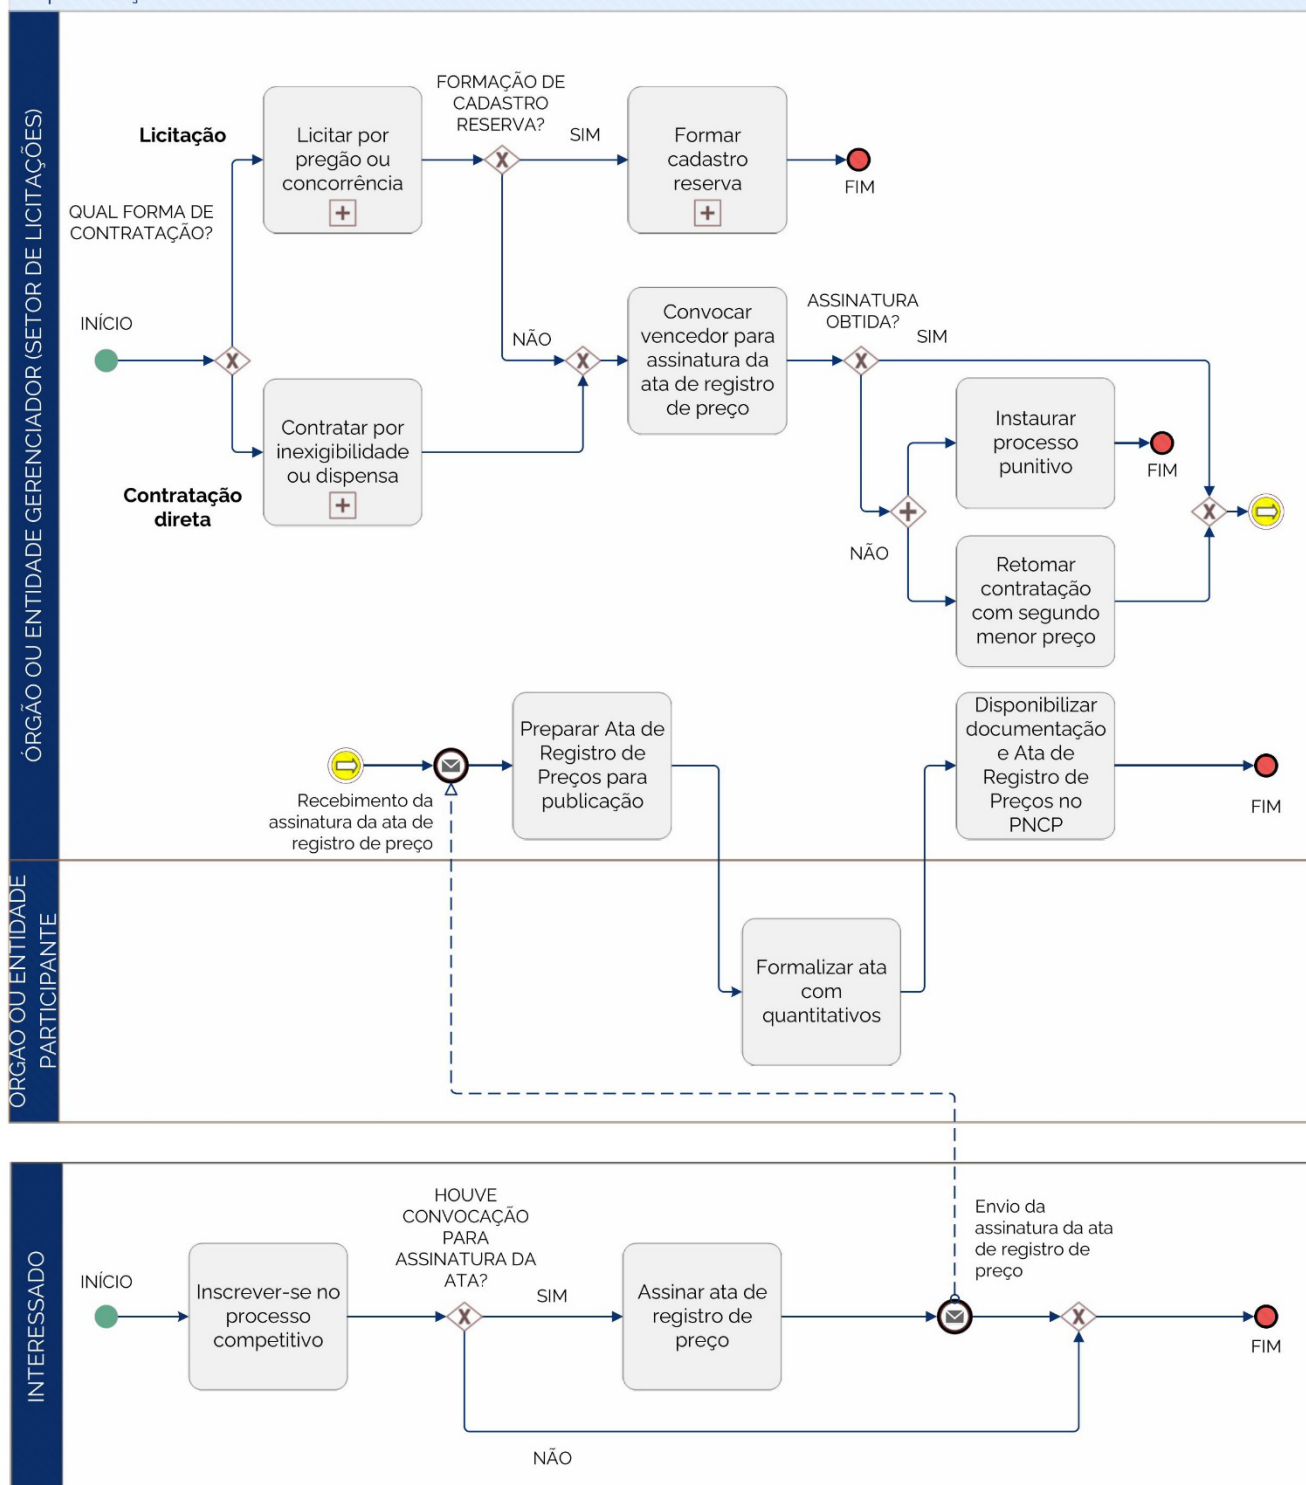 ÓRGÃO OU ENTIDADE GERENCIADOR (SETOR DE LICITAÇÕES)
FORMAÇÃO DE
CADASTRO
RESERVA?
Licitação
Licitar por
pregão ou
concorrência
SIM
Formar
cadastro
reserva
FIM
QUAL FORMA DE
CONTRATAÇÃO?
INÍCIO
NÃO
Convocar
vencedor para
assinatura da
ata de registro
de preço
ASSINATURA
OBTIDA?
SIM
Contratar por
inexigibilidade
ou dispensa
Contratação
direta
Instaurar
processo
punitivo
FIM
NÃO
Retomar
contratação
com segundo
menor preço
Recebimento da
assinatura da ata de
registro de preço
Preparar Ata de
Registro de
Preços para
publicação
Disponibilizar
documentação
e Ata de
Registro de
Preços no
PNCP
FIM
ÓRGÃO OU ENTIDADE
PARTICIPANTE
Formalizar ata
com
quantitativos
INTERESSADO
INÍCIO
Inscrever-se no
processo
competitivo
HOUVE
CONVOCAÇÃO
PARA
ASSINATURA DA
ATA?
SIM
Assinar ata de
registro de
preço
Envio da
assinatura da ata
de registro de
preço
FIM
NÃO